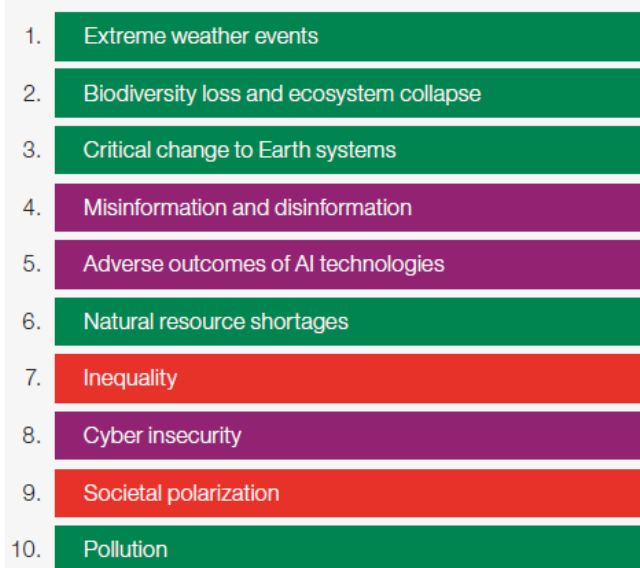 1. Extreme weather events
2. Biodiversity loss and ecosystem collapse
3. Critical change to Earth systems
4. Misinformation and disinformation
5. Adverse outcomes of AI technologies
6. Natural resource shortages
7. Inequality
8. Cyber insecurity
9. Societal polarization
10. Pollution